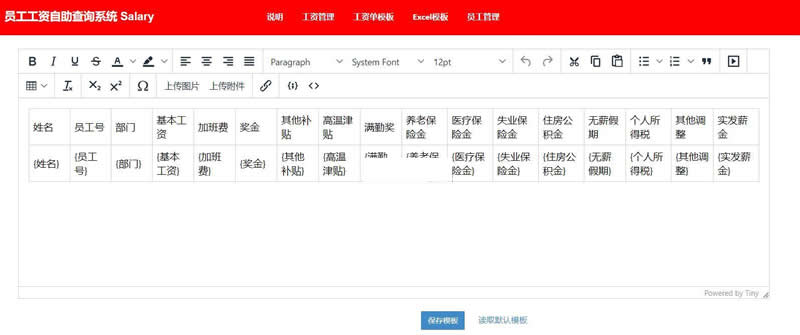 员工工资自助查询系统 Salary 说明 工资管理 工资单模板 Excel模板 员工管理
B I U S A Paragraph System Font 12pt
上传图片 上传附件
姓名 员工号 部门 基本工资 加班费 奖金 其他补贴 高温津贴 满勤奖 养老保险金 医疗保险金 失业保险金 住房公积金 无薪假期 个人所得税 其他调整 实发薪金
{姓名} {员工号} {部门} {基本工资} {加班费} {奖金} {其他补贴} {高温津贴} {满勤 {养老保 {医疗保险金} {失业保险金} {住房公积金} {无薪假期} {个人所得税} {其他调整} {实发薪金}
Powered by Tiny
保存模板 读取默认模板